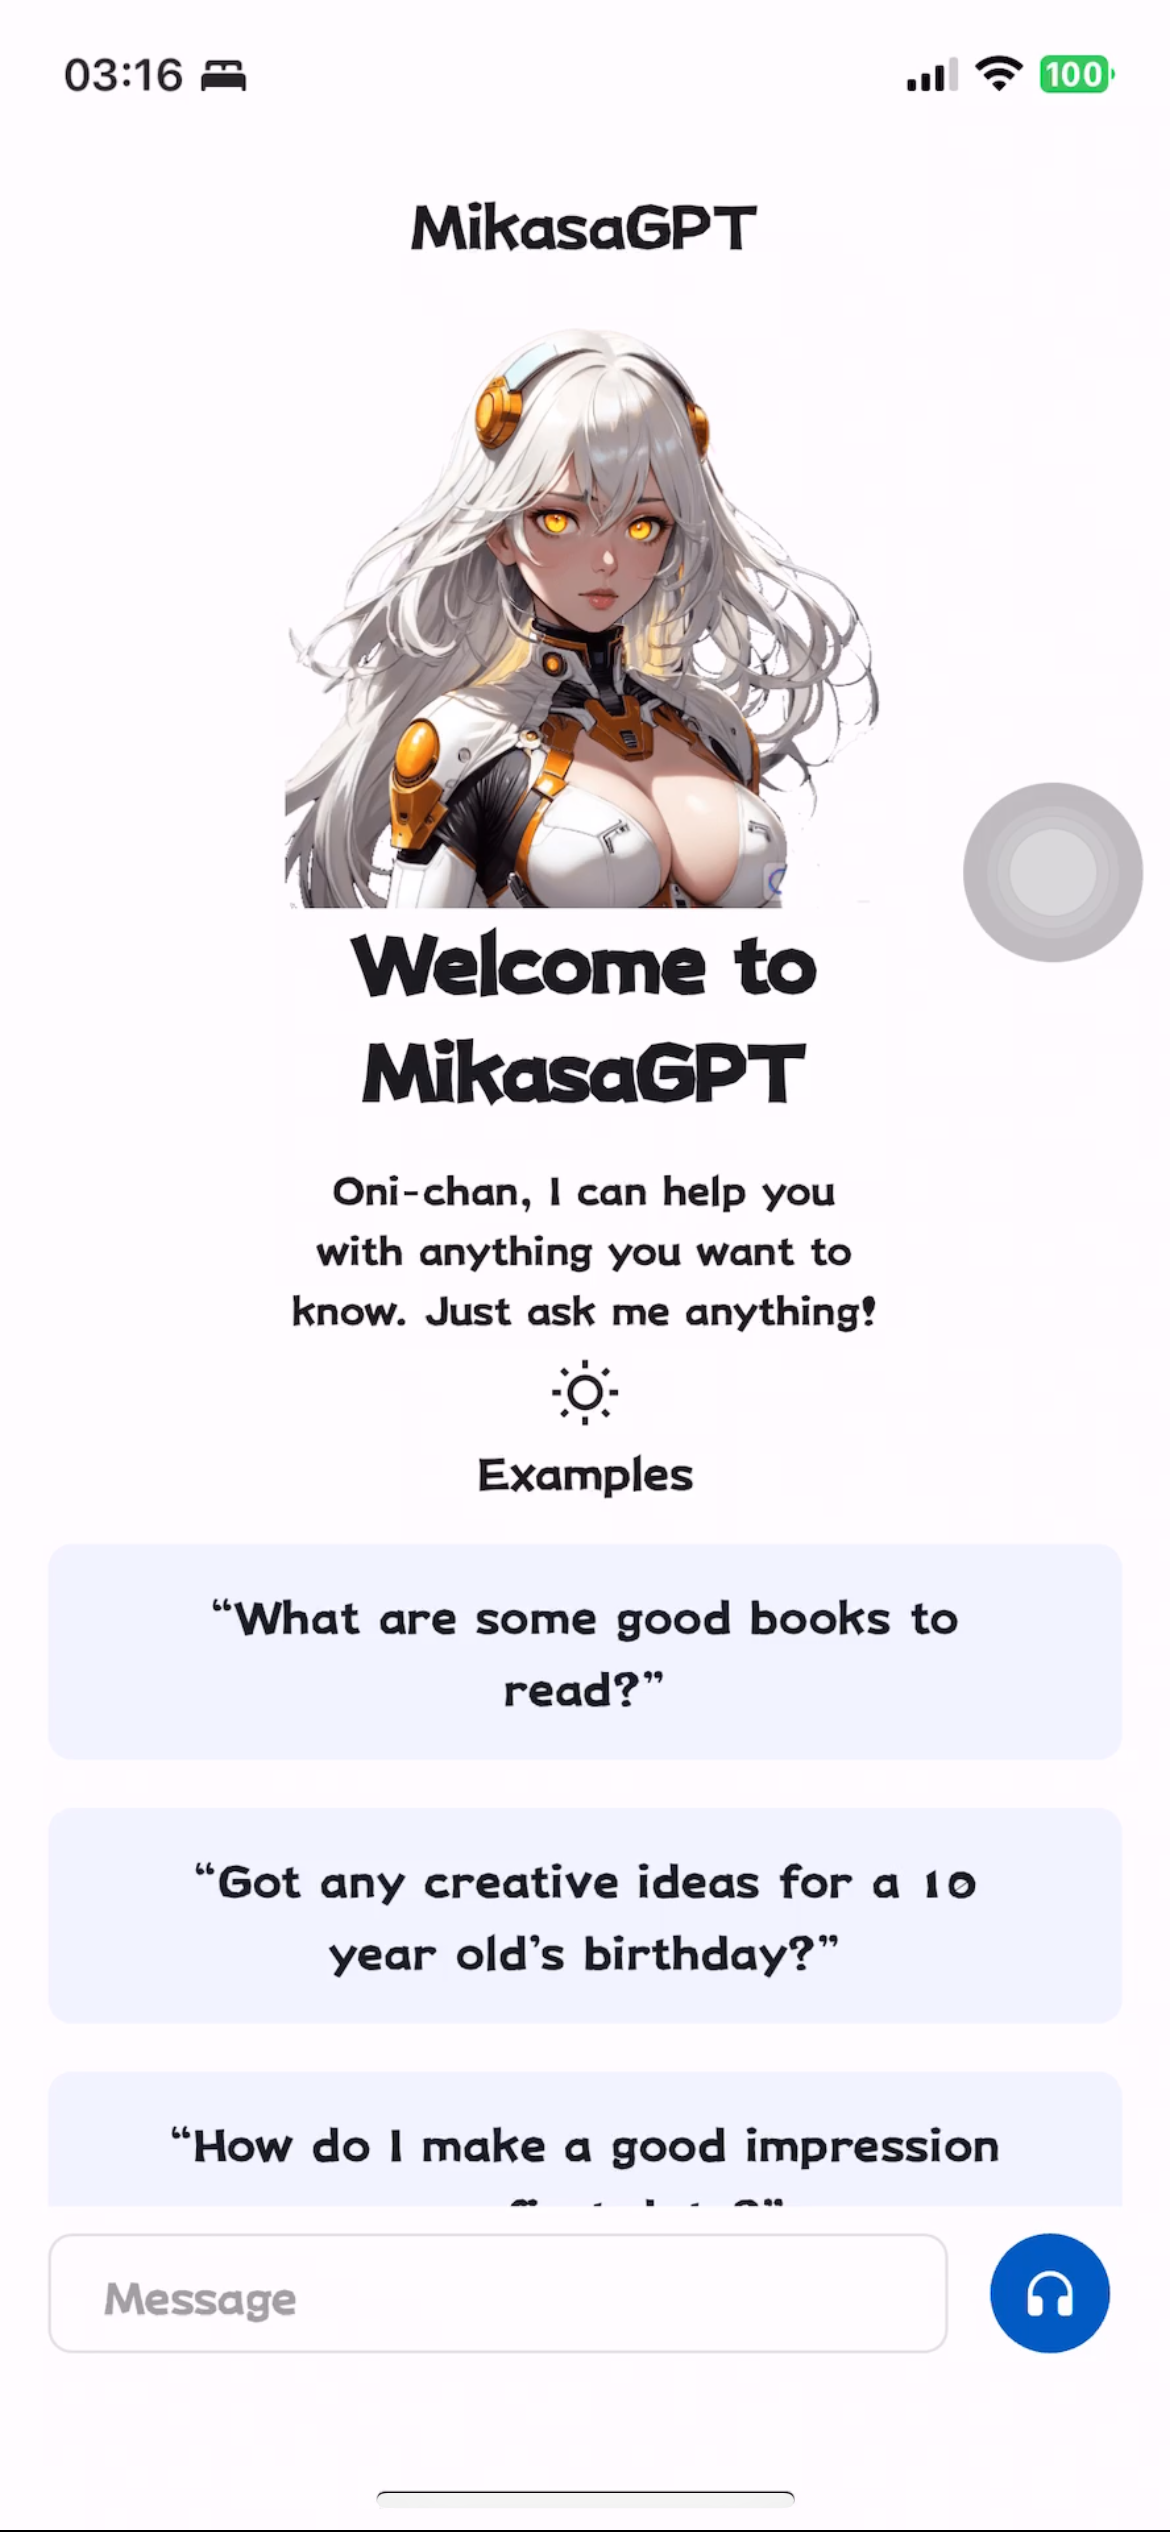 03:16
100
MikasaGPT
Welcome to
MikasaGPT
Oni-chan, I can help you
with anything you want to
know. Just ask me anything!
Examples
“What are some good books to
read?”
“Got any creative ideas for a 10
year old’s birthday?”
“How do I make a good impression
Message